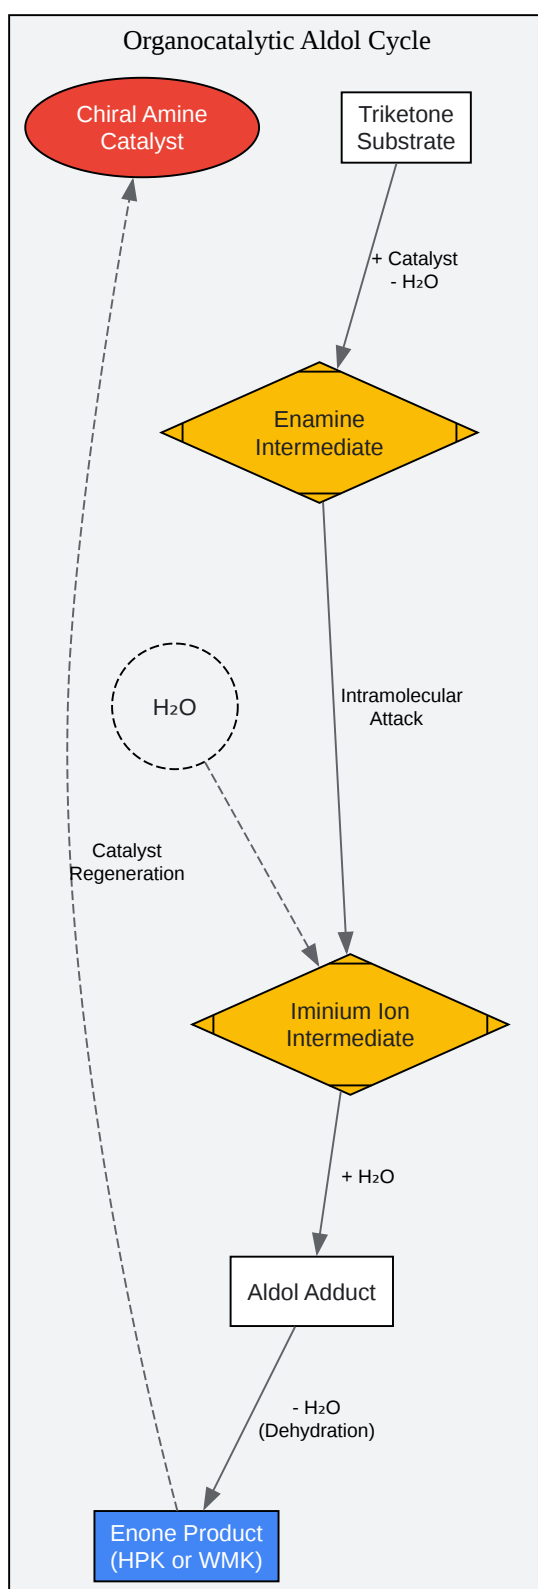 Organocatalytic Aldol Cycle
Chiral Amine
Catalyst
Triketone
Substrate
+ Catalyst
- H₂O
Enamine
Intermediate
H₂O
Intramolecular
Attack
Catalyst
Regeneration
Iminium Ion
Intermediate
+ H₂O
Aldol Adduct
- H₂O
(Dehydration)
Enone Product
(HPK or WMK)